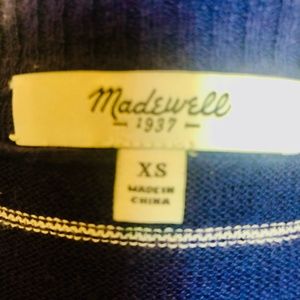 Madewell
- 1937 -
XS
MADE IN
CHINA